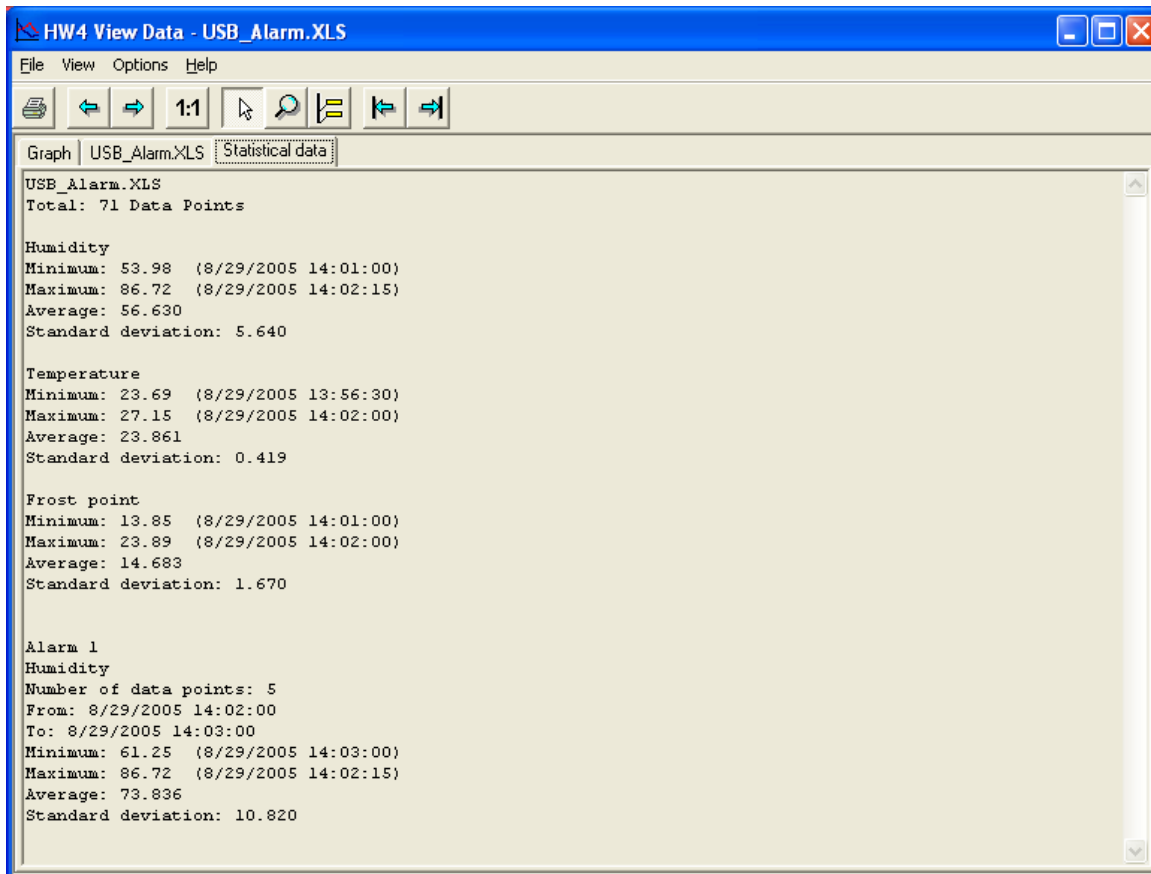 HW4 View Data - USB_Alarm.XLS
File View Options Help
1:1
Graph USB_Alarm.XLS Statistical data
USB_Alarm.XLS
Total: 71 Data Points
Humidity
Minimum: 53.98 (8/29/2005 14:01:00)
Maximum: 86.72 (8/29/2005 14:02:15)
Average: 56.630
Standard deviation: 5.640
Temperature
Minimum: 23.69 (8/29/2005 13:56:30)
Maximum: 27.15 (8/29/2005 14:02:00)
Average: 23.861
Standard deviation: 0.419
Frost point
Minimum: 13.85 (8/29/2005 14:01:00)
Maximum: 23.89 (8/29/2005 14:02:00)
Average: 14.683
Standard deviation: 1.670
Alarm 1
Humidity
Number of data points: 5
From: 8/29/2005 14:02:00
To: 8/29/2005 14:03:00
Minimum: 61.25 (8/29/2005 14:03:00)
Maximum: 86.72 (8/29/2005 14:02:15)
Average: 73.836
Standard deviation: 10.820